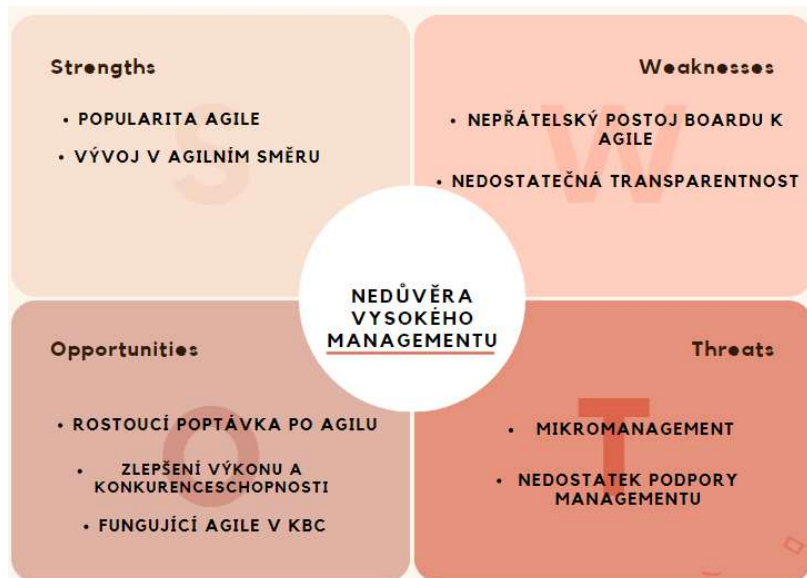 Strengths
• POPULARITA AGILE
• VÝVOJ V AGILNÍM SMĚRU
S
Weaknesses
• NEPŘÁTELSKÝ POSTOJ BOARDU K
AGILE
• NEDOSTATEČNÁ TRANSPARENTNOST
W
NEDŮVĚRA
VYSOKÉHO
MANAGEMENTU
Opportunities
• ROSTOUCÍ POPTÁVKA PO AGILU
• ZLEPŠENÍ VÝKONU A
KONKURENCESCHOPNOSTI
• FUNGUJÍCÍ AGILE V KBC
O
Threats
• MIKROMANAGEMENT
• NEDOSTATEK PODPORY
MANAGEMENTU
T